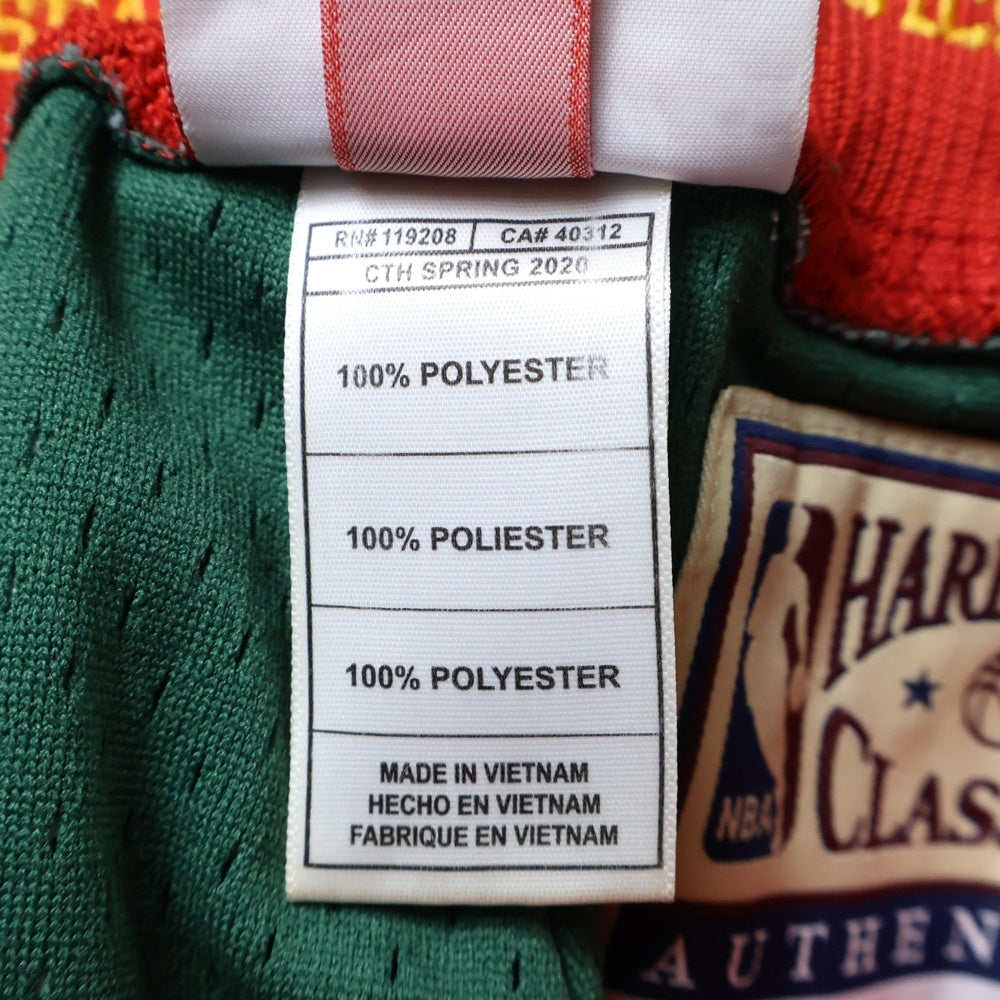 RN# 119208 CA# 40312
CTH SPRING 2020
100% POLYESTER
100% POLIESTER
100% POLYESTER
MADE IN VIETNAM
HECHO EN VIETNAM
FABRIQUE EN VIETNAM
NBA